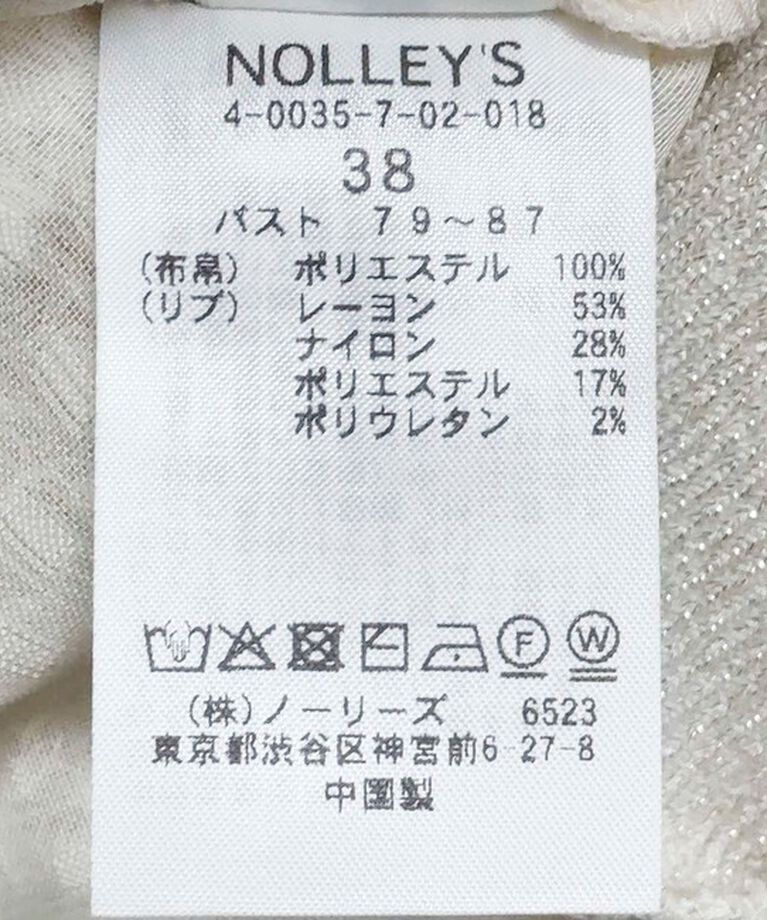 NOLLEY'S
4-0035-7-02-018
38
バスト 79～87
(布帛) ポリエステル 100%
(リブ) レーヨン 53%
ナイロン 28%
ポリエステル 17%
ポリウレタン 2%
F W
(株)ノーリーズ 6523
東京都渋谷区神宮前6-27-8
中国製